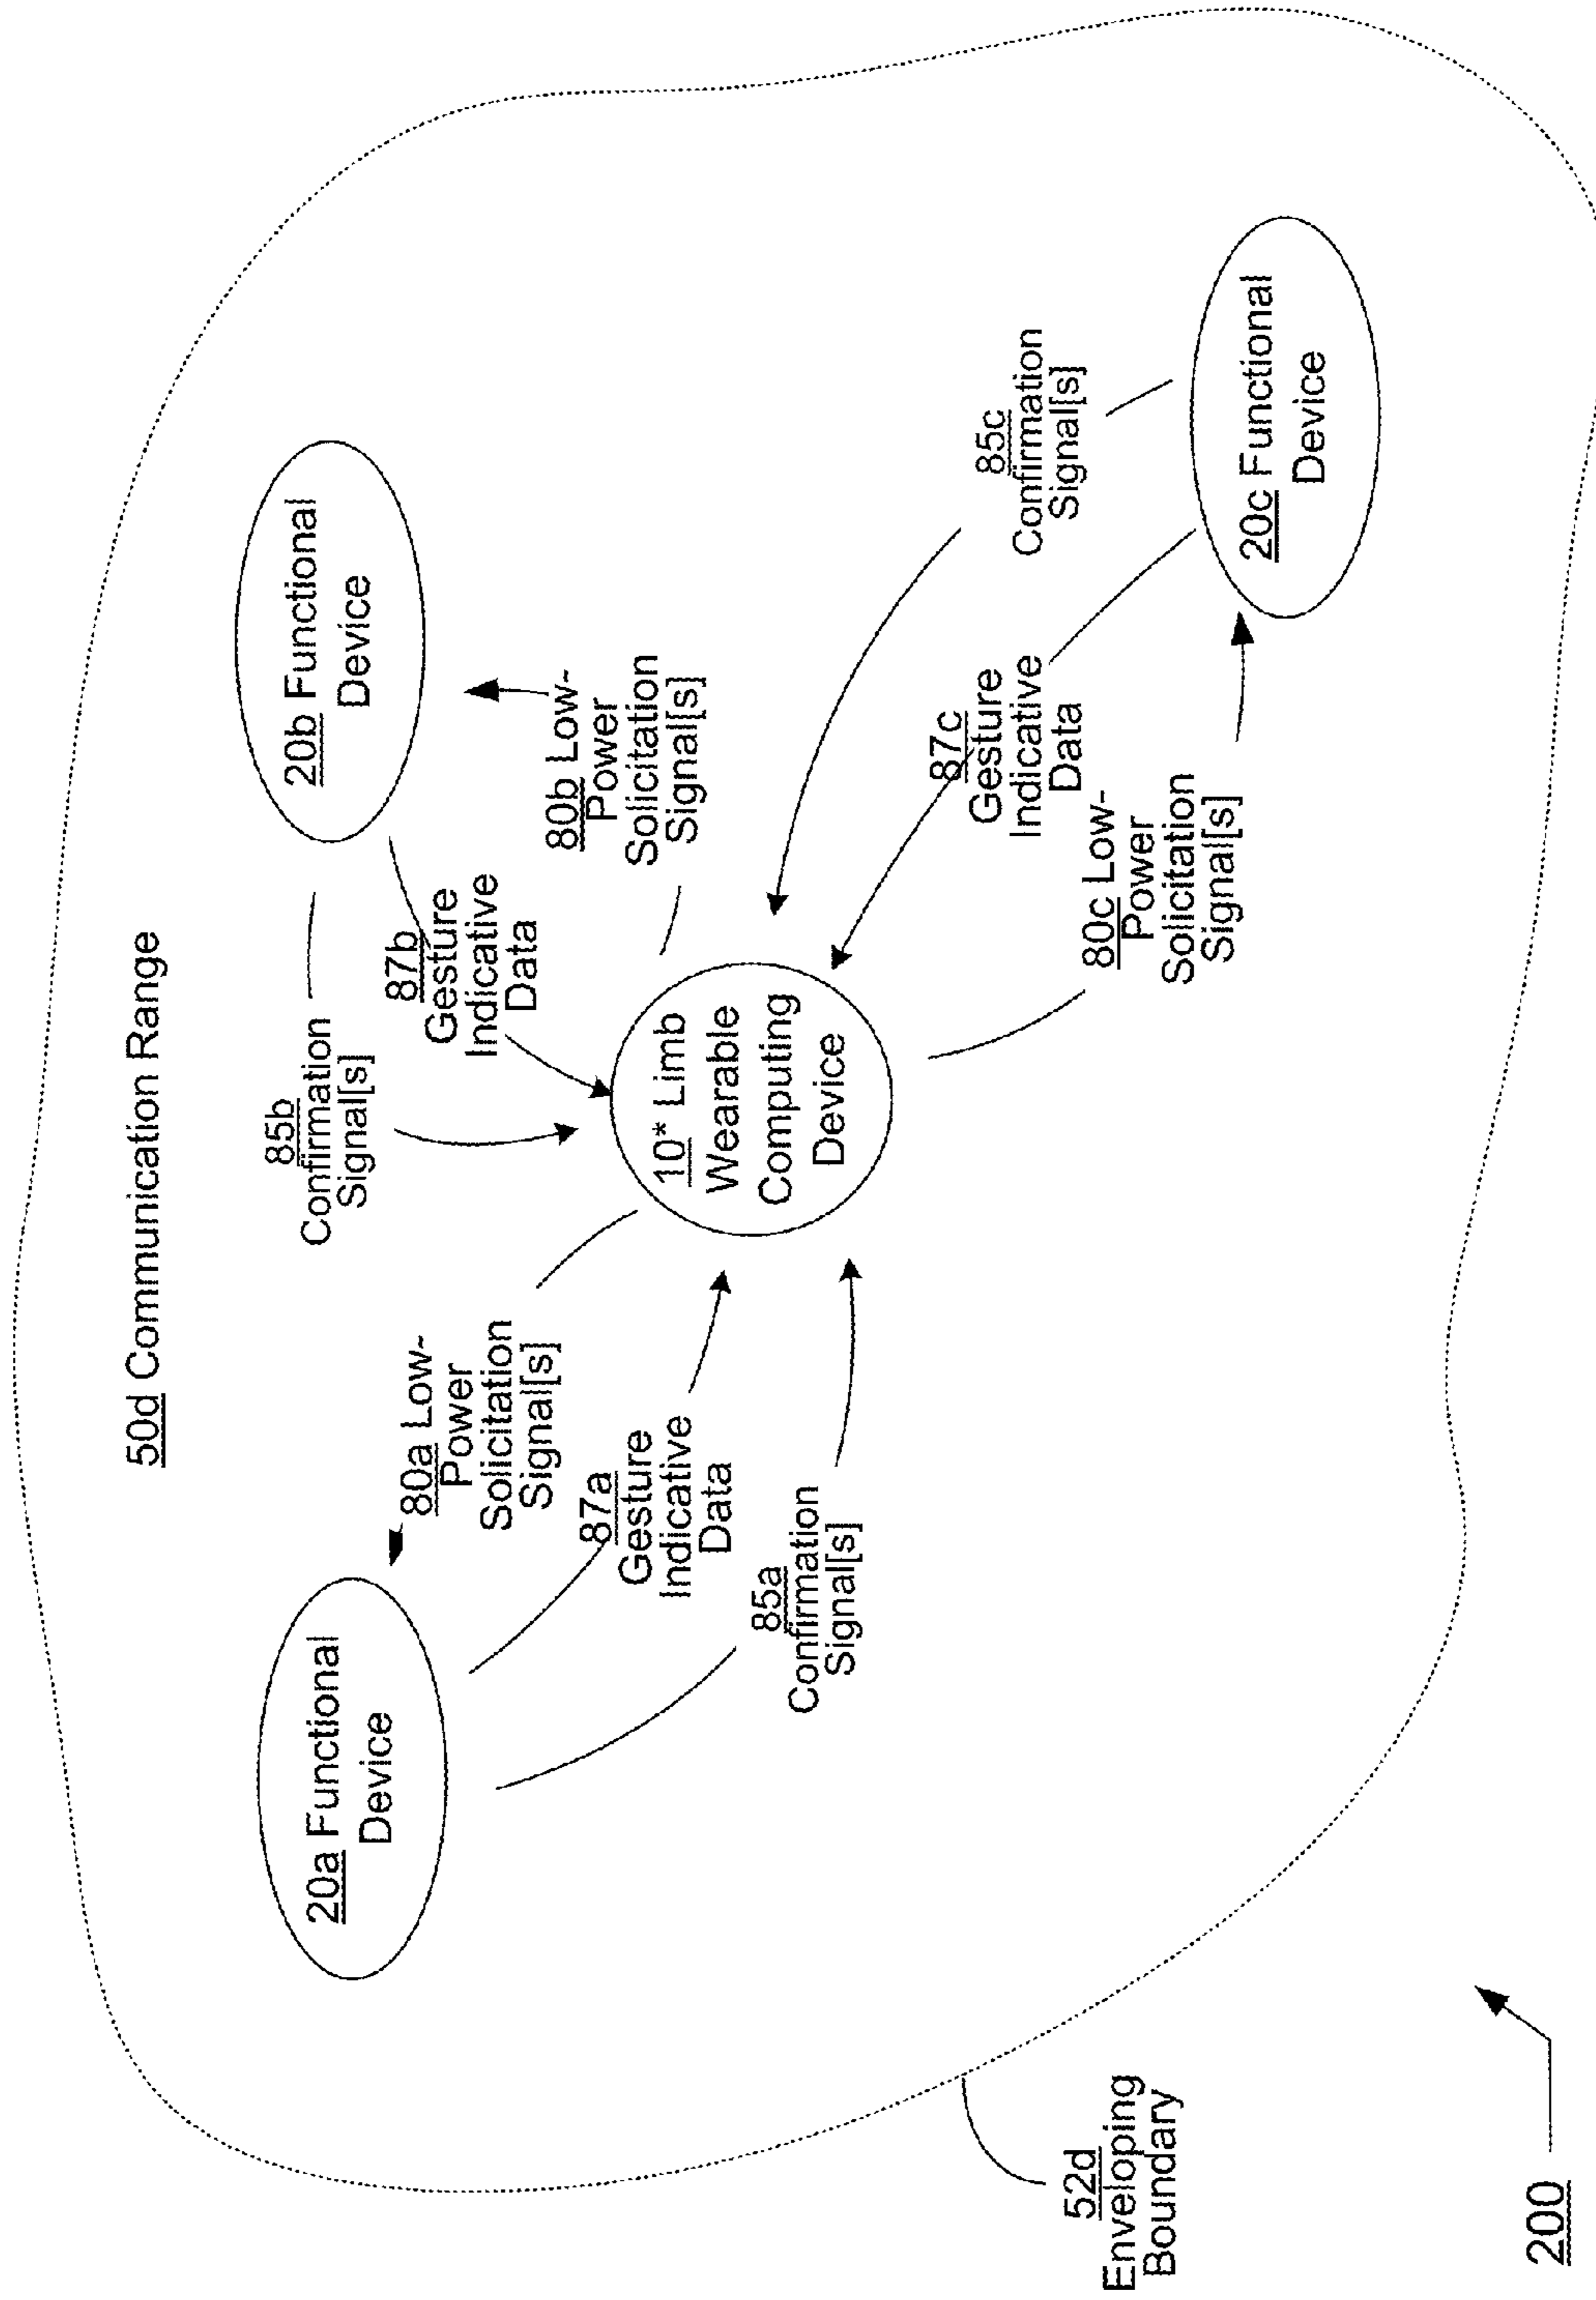 50d Communication Range
20a Functional
Device
80a Low-
Power
Solicitation
Signal[s]
87a
Gesture
Indicative
Data
85a
Confirmation
Signal[s]
85b
Confirmation
Signal[s]
87b
Gesture
Indicative
Data
20b Functional
Device
80b Low-
Power
Solicitation
Signal[s]
10* Limb
Wearable
Computing
Device
87c
Gesture
Indicative
Data
85c
Confirmation
Signal[s]
80c Low-
Power
Solicitation
Signal[s]
20c Functional
Device
52d
Enveloping
Boundary
200